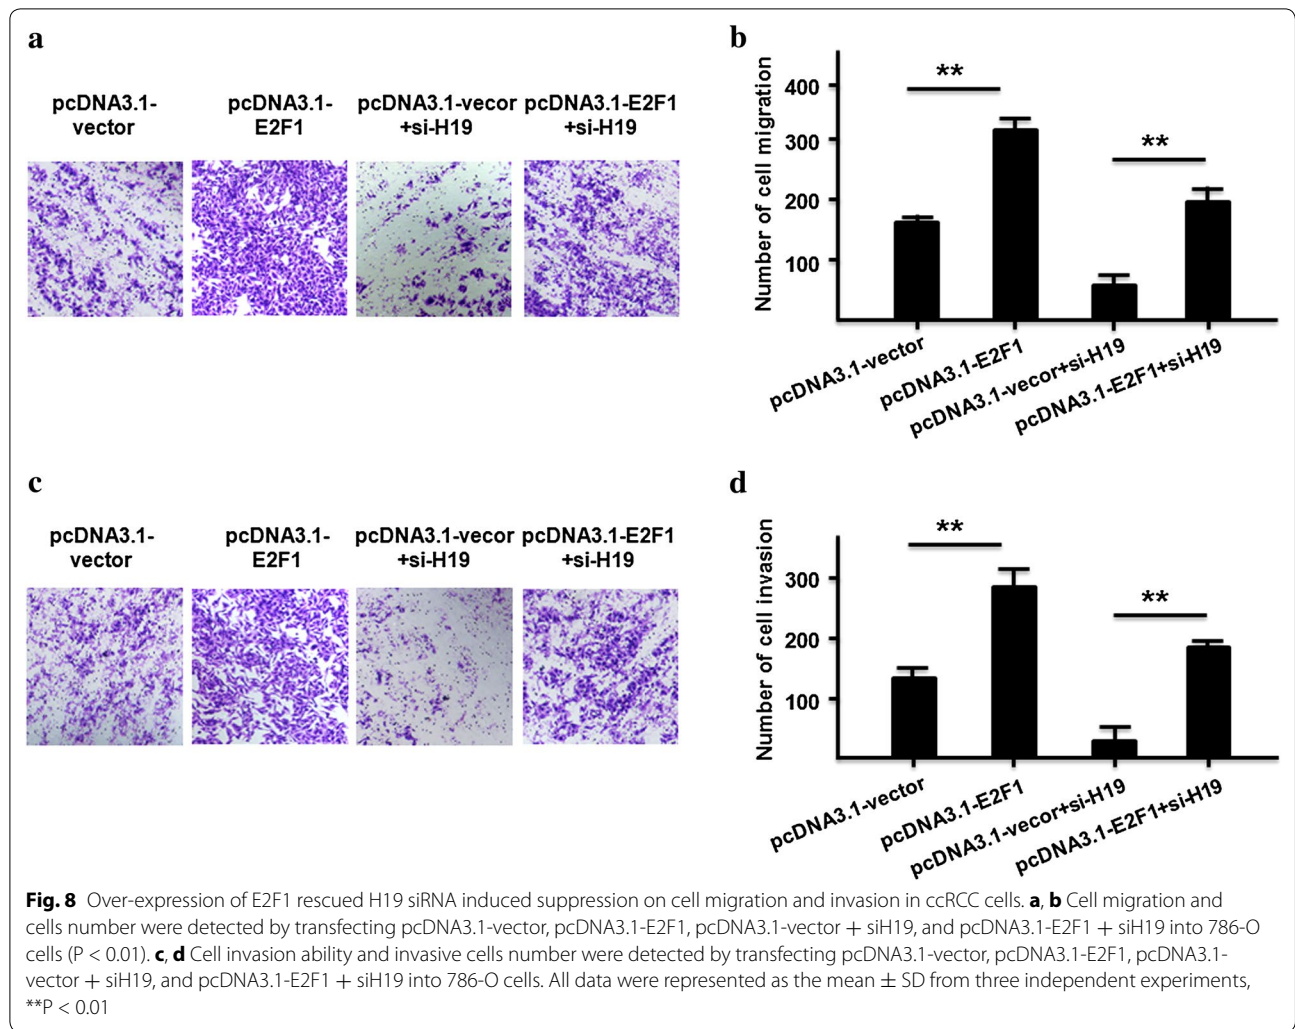 a
pcDNA3.1-
vector
pcDNA3.1-
E2F1
pcDNA3.1-vecor
+si-H19
pcDNA3.1-E2F1
+si-H19
b
Number of cell migration
400
300
200
100
**
**
pcDNA3.1-vector
pcDNA3.1-E2F1
pcDNA3.1-vecor+si-H19
pcDNA3.1-E2F1+si-H19
c
pcDNA3.1-
vector
pcDNA3.1-
E2F1
pcDNA3.1-vecor
+si-H19
pcDNA3.1-E2F1
+si-H19
d
Number of cell invasion
300
200
100
**
**
pcDNA3.1-vector
pcDNA3.1-E2F1
pcDNA3.1-vecor+si-H19
pcDNA3.1-E2F1+si-H19
Fig. 8 Over-expression of E2F1 rescued H19 siRNA induced suppression on cell migration and invasion in ccRCC cells. a, b Cell migration and
cells number were detected by transfecting pcDNA3.1-vector, pcDNA3.1-E2F1, pcDNA3.1-vector + siH19, and pcDNA3.1-E2F1 + siH19 into 786-O
cells (P < 0.01). c, d Cell invasion ability and invasive cells number were detected by transfecting pcDNA3.1-vector, pcDNA3.1-E2F1, pcDNA3.1-
vector + siH19, and pcDNA3.1-E2F1 + siH19 into 786-O cells. All data were represented as the mean ± SD from three independent experiments,
**P < 0.01